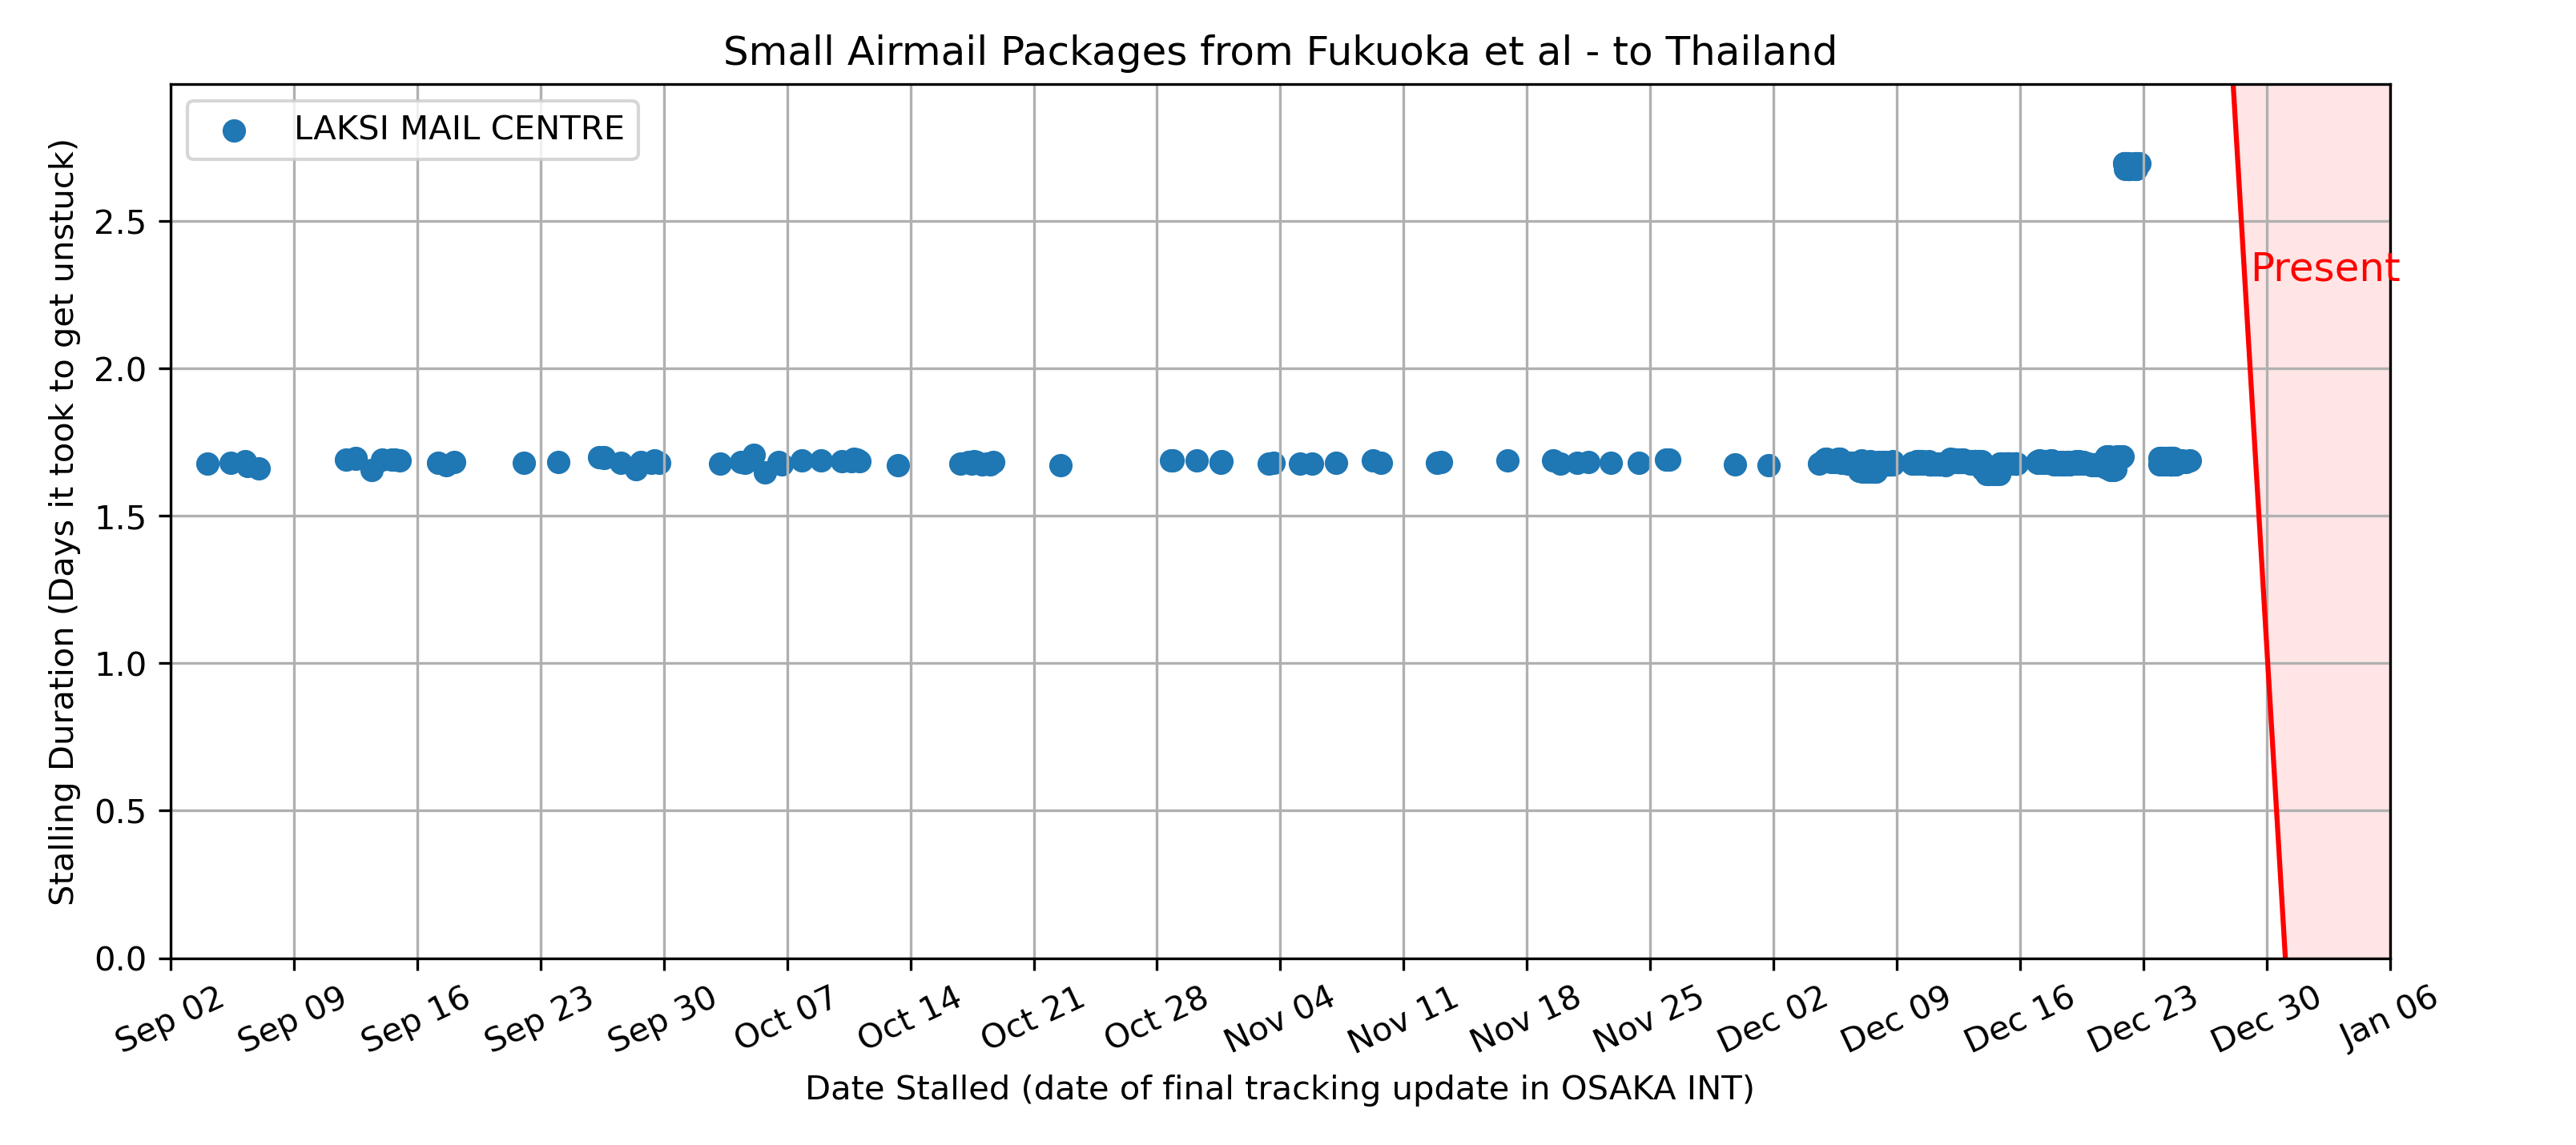 Small Airmail Packages from Fukuoka et al - to Thailand
LAKSI MAIL CENTRE
Stalling Duration (Days it took to get unstuck)
2.5
2.0
1.5
1.0
0.5
0.0
Present
Sep 02
Sep 09
Sep 16
Sep 23
Sep 30
Oct 07
Oct 14
Oct 21
Oct 28
Nov 04
Nov 11
Nov 18
Nov 25
Dec 02
Dec 09
Dec 16
Dec 23
Dec 30
Jan 06
Date Stalled (date of final tracking update in OSAKA INT)